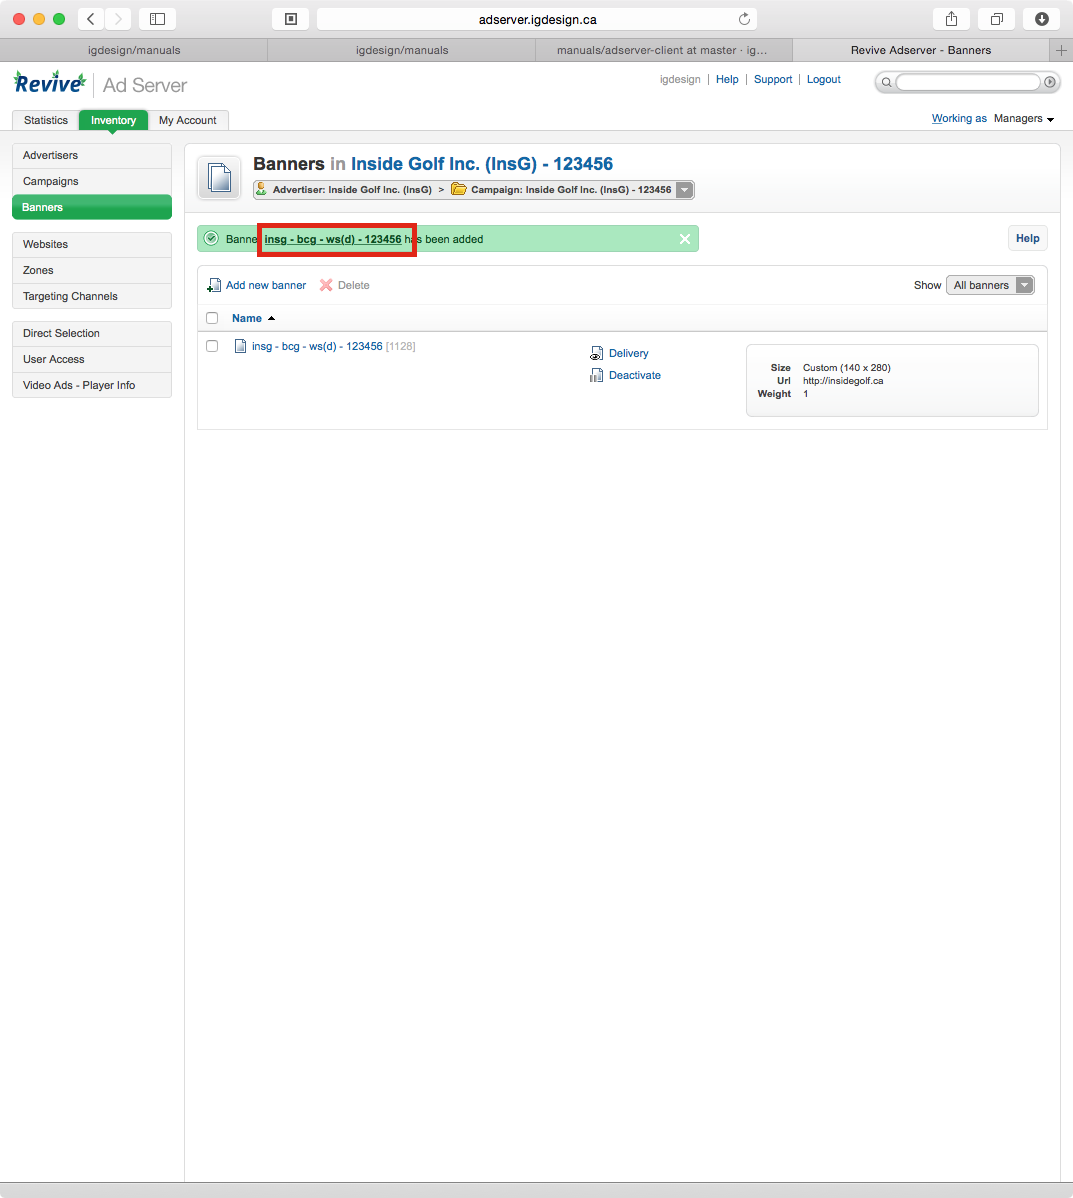 adserver.igdesign.ca
igdesign/manuals
igdesign/manuals
manuals/adserver-client at master · ig...
Revive Adserver - Banners
Revive Ad Server
igdesign Help Support Logout
Statistics Inventory My Account
Working as Managers
Advertisers
Campaigns
Banners
Websites
Zones
Targeting Channels
Direct Selection
User Access
Video Ads - Player Info
Banners in Inside Golf Inc. (InsG) - 123456
Advertiser: Inside Golf Inc. (InsG) > Campaign: Inside Golf Inc. (InsG) - 123456
Banne insg - bcg - ws(d) - 123456 has been added
Help
Add new banner Delete
Show All banners
Name
insg - bcg - ws(d) - 123456 [1128]
Delivery
Deactivate
Size Custom (140 x 280)
Url http://insidegolf.ca
Weight 1